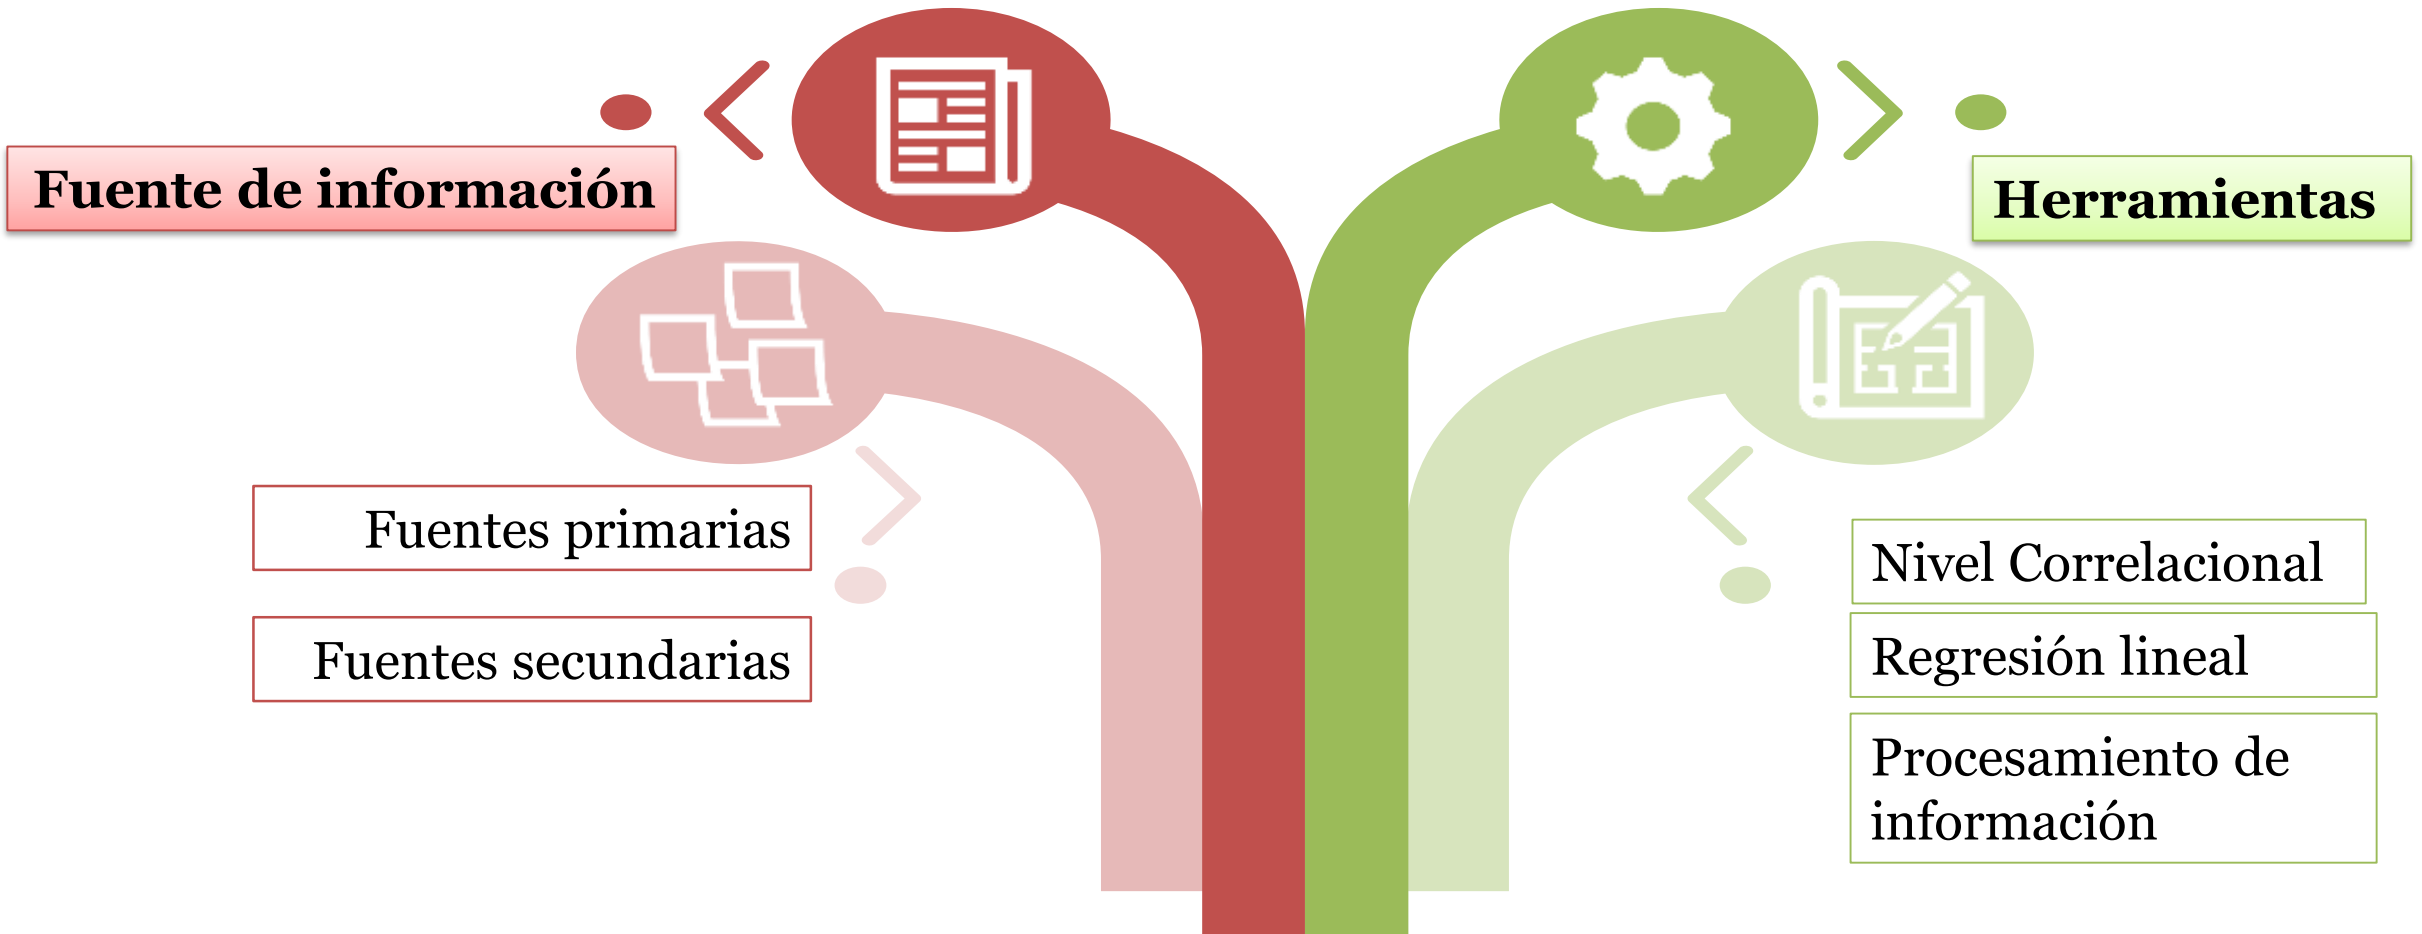 Fuente de información
Herramientas
Fuentes primarias
Fuentes secundarias
Nivel Correlacional
Regresión lineal
Procesamiento de
información